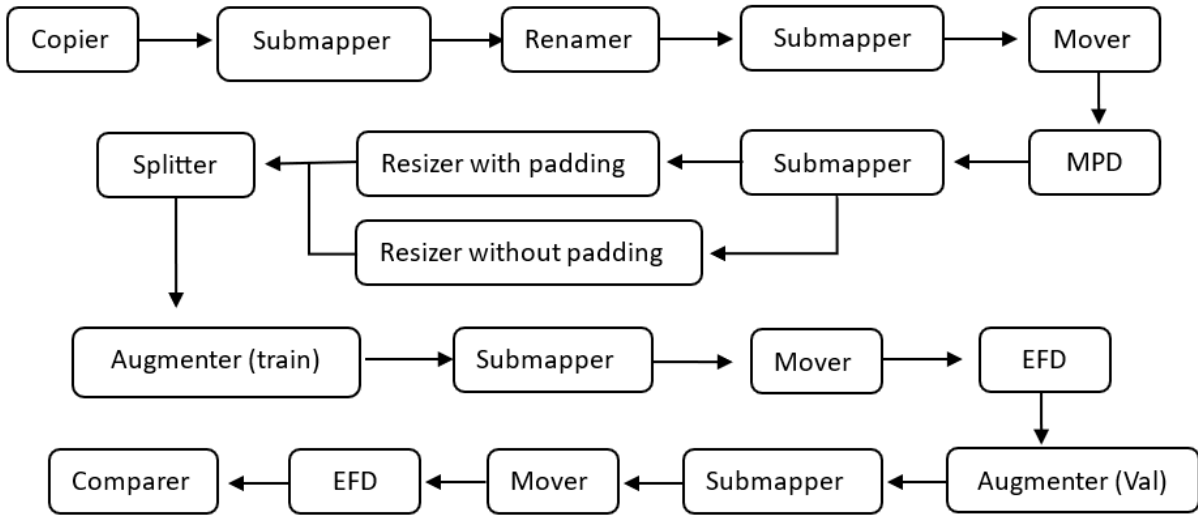 Copier
Submapper
Renamer
Submapper
Mover
Splitter
Resizer with padding
Submapper
MPD
Resizer without padding
Augmenter (train)
Submapper
Mover
EFD
Comparer
EFD
Mover
Submapper
Augmenter (Val)